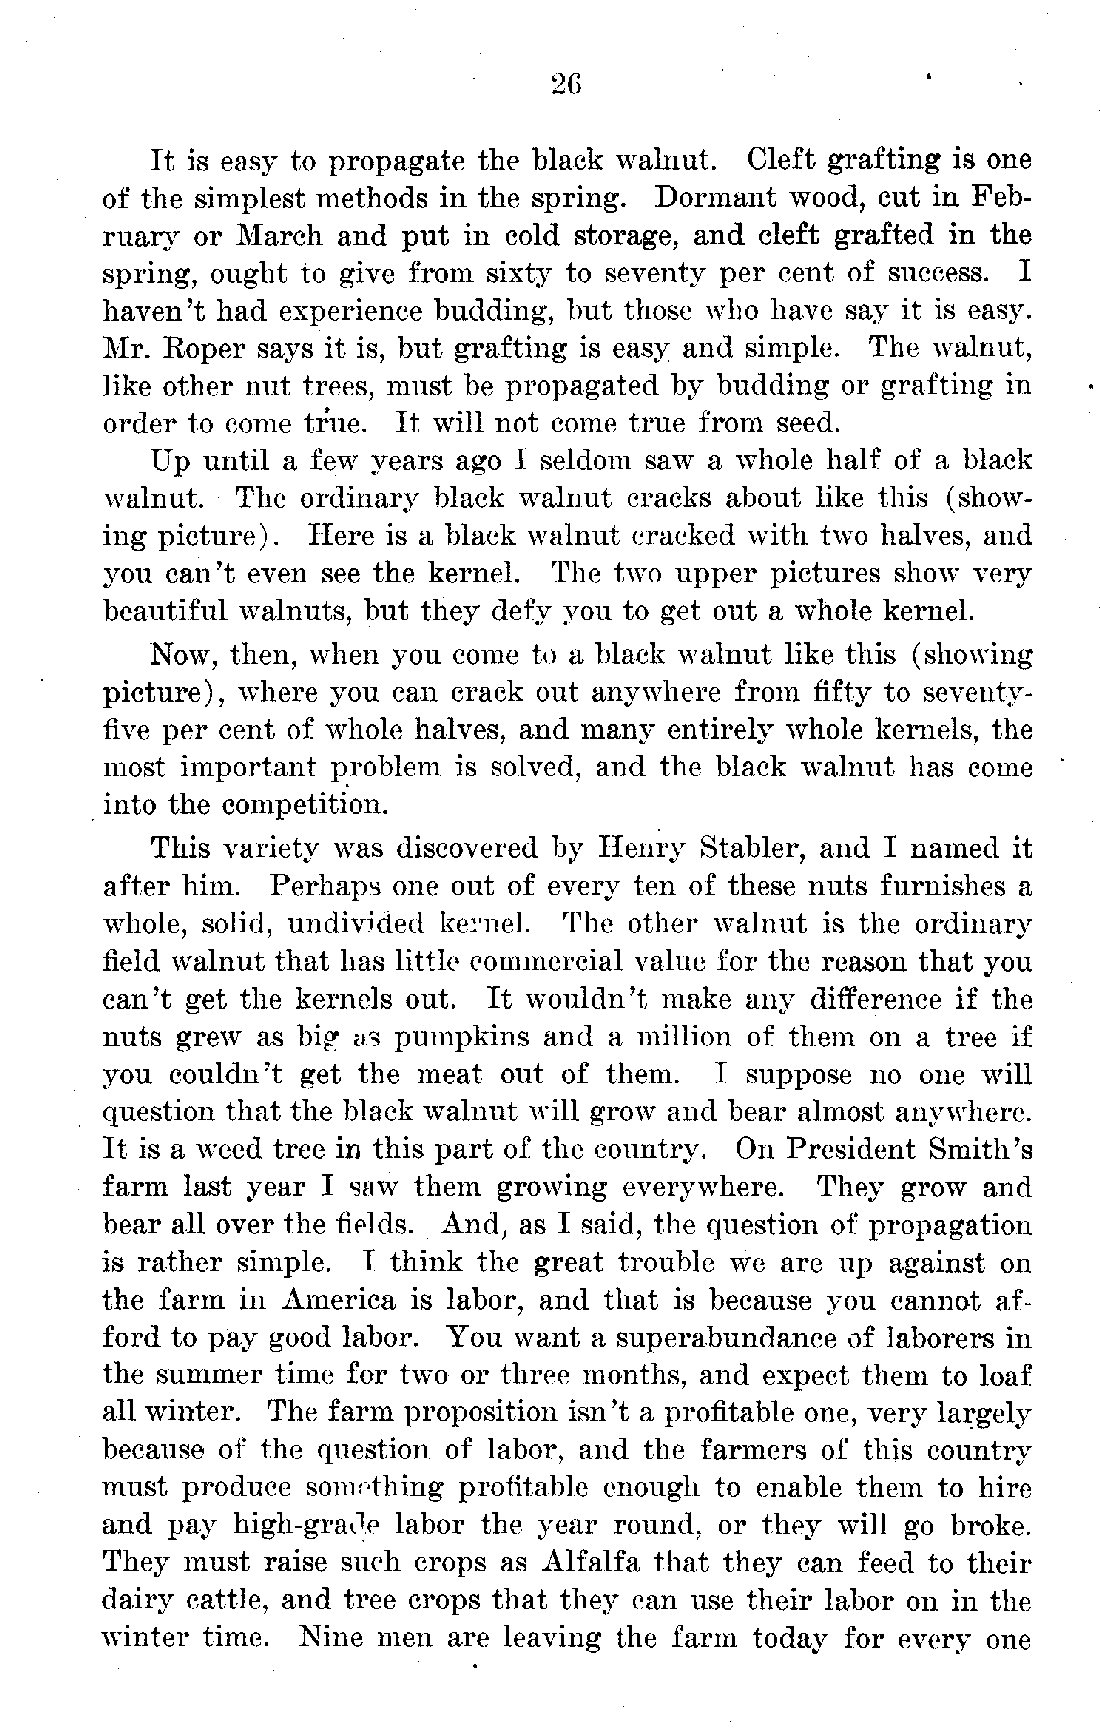 26
It is easy to propagate the black walnut. Cleft grafting is one
of the simplest methods in the spring. Dormant wood, cut in Feb-
ruary or March and put in cold storage, and cleft grafted in the
spring, ought to give from sixty to seventy per cent of success. I
haven't had experience budding, but those who have say it is easy.
Mr. Roper says it is, but grafting is easy and simple. The walnut,
like other nut trees, must be propagated by budding or grafting in
order to come true. It will not come true from seed.
Up until a few years ago I seldom saw a whole half of a black
walnut. The ordinary black walnut cracks about like this (show-
ing picture). Here is a black walnut cracked with two halves, and
you can't even see the kernel. The two upper pictures show very
beautiful walnuts, but they defy you to get out a whole kernel.
Now, then, when you come to a black walnut like this (showing
picture), where you can crack out anywhere from fifty to seventy-
five per cent of whole halves, and many entirely whole kernels, the
most important problem is solved, and the black walnut has come
into the competition.
This variety was discovered by Henry Stabler, and I named it
after him. Perhaps one out of every ten of these nuts furnishes a
whole, solid, undivided kernel. The other walnut is the ordinary
field walnut that has little commercial value for the reason that you
can't get the kernels out. It wouldn't make any difference if the
nuts grew as big as pumpkins and a million of them on a tree if
you couldn't get the meat out of them. I suppose no one will
question that the black walnut will grow and bear almost anywhere.
It is a weed tree in this part of the country. On President Smith's
farm last year I saw them growing everywhere. They grow and
bear all over the fields. And, as I said, the question of propagation
is rather simple. I think the great trouble we are up against on
the farm in America is labor, and that is because you cannot af-
ford to pay good labor. You want a superabundance of laborers in
the summer time for two or three months, and expect them to loaf
all winter. The farm proposition isn't a profitable one, very largely
because of the question of labor, and the farmers of this country
must produce something profitable enough to enable them to hire
and pay high-grade labor the year round, or they will go broke.
They must raise such crops as Alfalfa that they can feed to their
dairy cattle, and tree crops that they can use their labor on in the
winter time. Nine men are leaving the farm today for every one